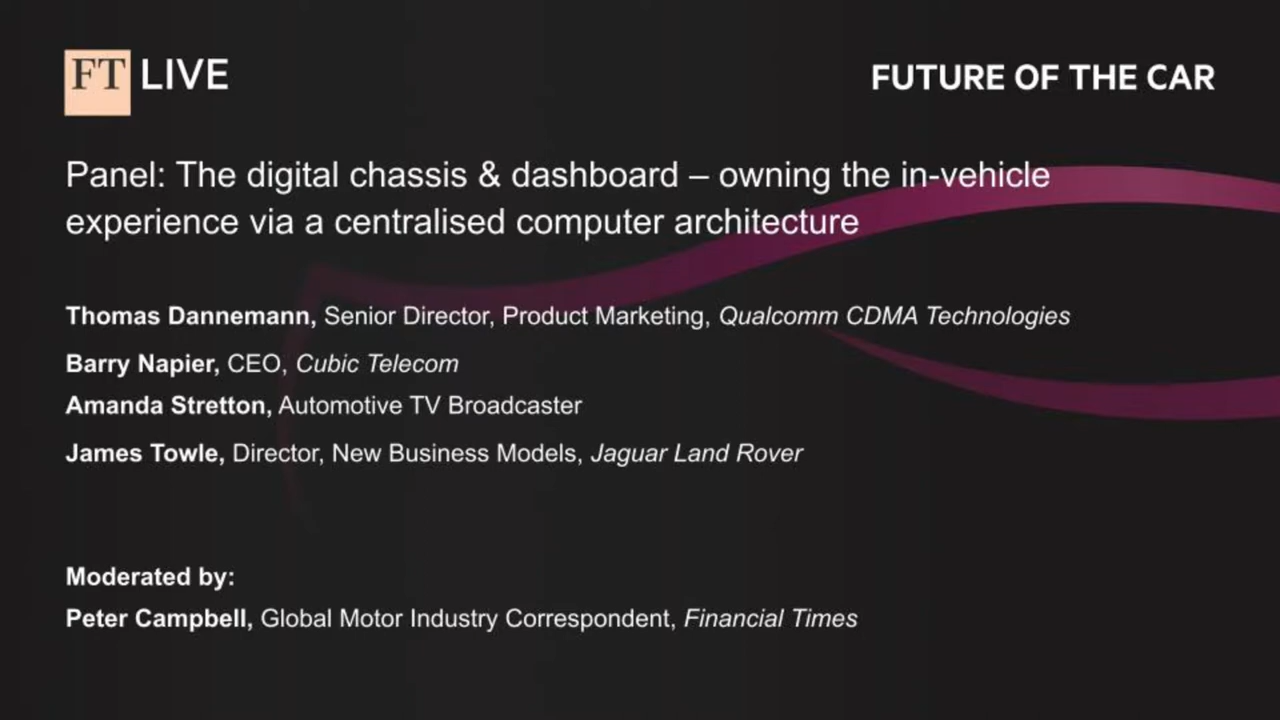 FT LIVE
FUTURE OF THE CAR
Panel: The digital chassis & dashboard – owning the in-vehicle
experience via a centralised computer architecture
Thomas Dannemann, Senior Director, Product Marketing, Qualcomm CDMA Technologies
Barry Napier, CEO, Cubic Telecom
Amanda Stretton, Automotive TV Broadcaster
James Towle, Director, New Business Models, Jaguar Land Rover
Moderated by:
Peter Campbell, Global Motor Industry Correspondent, Financial Times